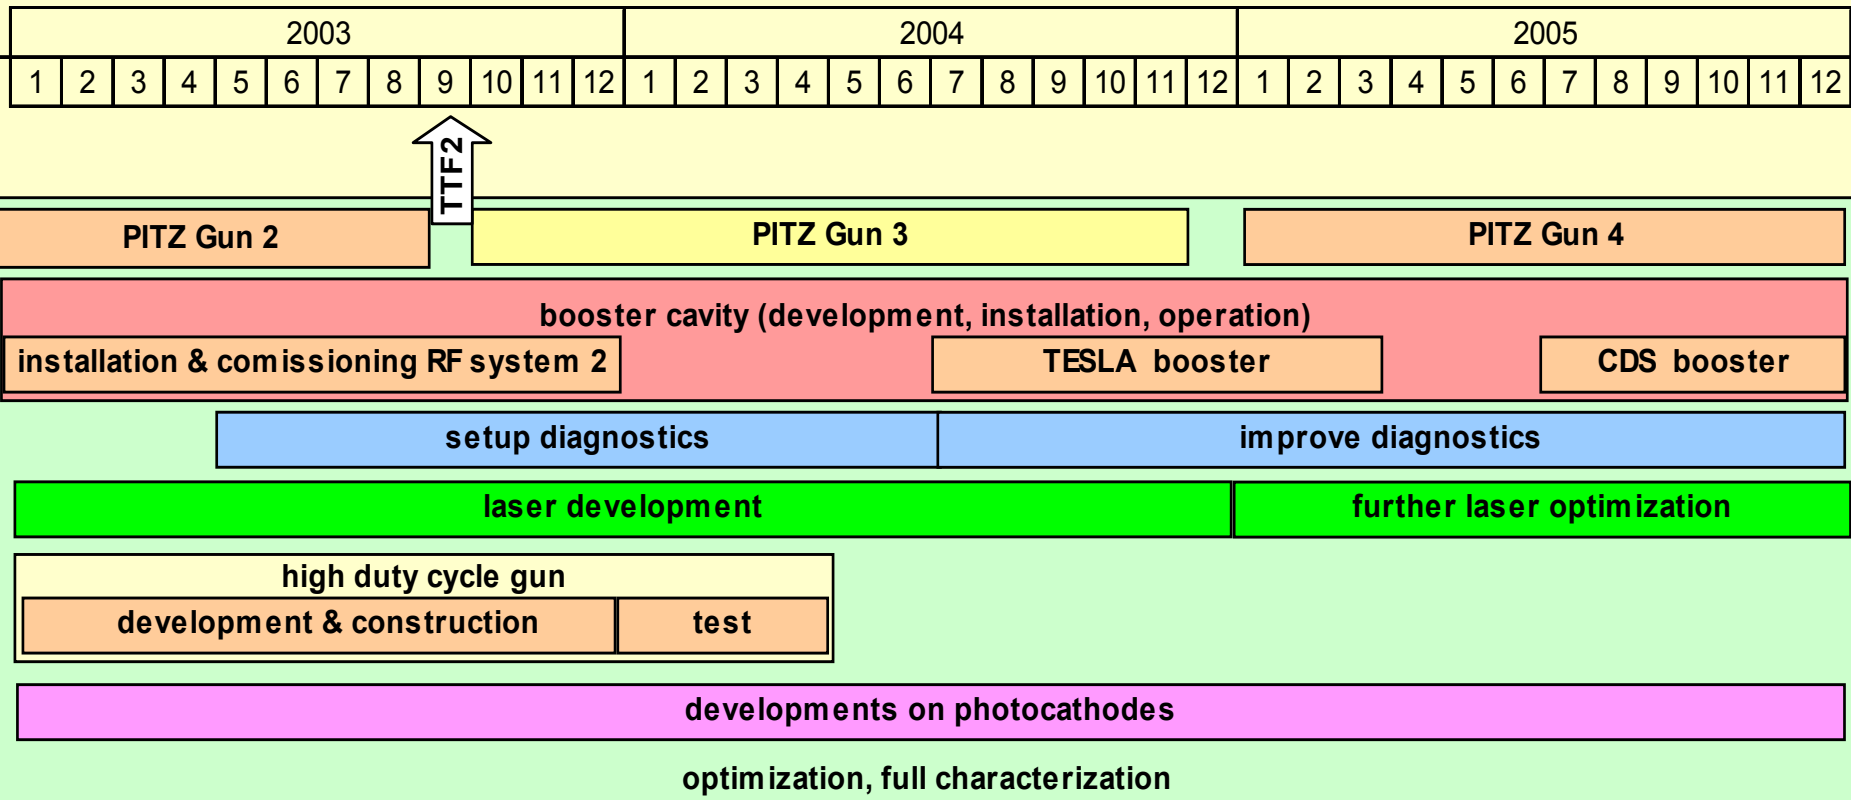 2003 2004 2005
1 2 3 4 5 6 7 8 9 10 11 12 1 2 3 4 5 6 7 8 9 10 11 12 1 2 3 4 5 6 7 8 9 10 11 12
TTF2
PITZ Gun 2 PITZ Gun 3 PITZ Gun 4
booster cavity (development, installation, operation)
installation & comissioning RF system 2 TESLA booster CDS booster
setup diagnostics improve diagnostics
laser development further laser optimization
high duty cycle gun
development & construction test
developments on photocathodes
optimization, full characterization